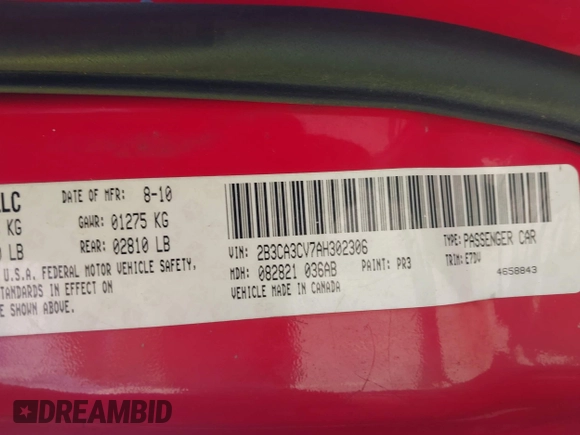 LLC DATE OF MFR: 8-10
KG GAWR: 01275 KG
LB REAR: 02810 LB
U.S.A. FEDERAL MOTOR VEHICLE SAFETY,
STANDARDS IN EFFECT ON
SHOWN ABOVE.
VIN: 2B3CA3CV7AH302306
MDH: 082821 036AB PAINT: PR3
VEHICLE MADE IN CANADA
TYPE: PASSENGER CAR
TRIM: E7DV
4658843
DREAMBID